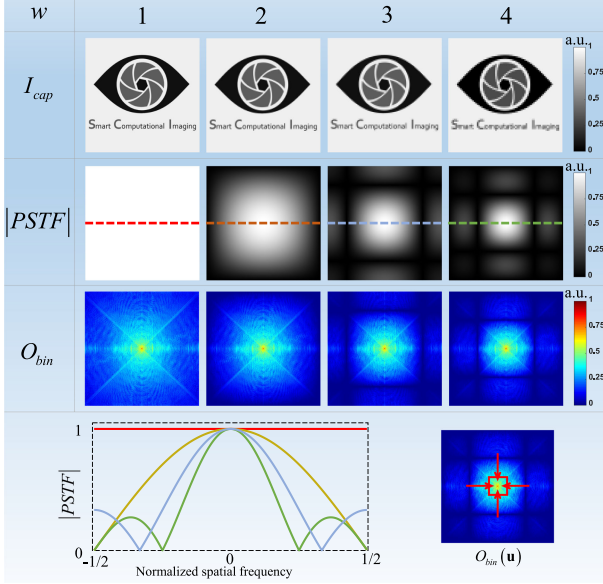 w 1 2 3 4
I_cap
Smart Computational Imaging Smart Computational Imaging Smart Computational Imaging Smart Computational Imaging
a.u.
1
0.75
0.5
0.25
0
|PSTF|
1
0.75
0.5
0.25
0
O_bin
a.u.
1
0.75
0.5
0.25
0
1
|PSTF|
0
-1/2 0 1/2
Normalized spatial frequency
O_bin(u)